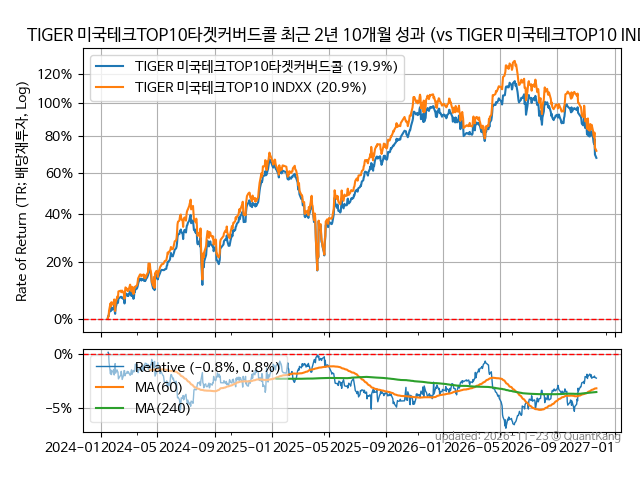 TIGER 미국테크TOP10타겟커버드콜 최근 2년 10개월 성과 (vs TIGER 미국테크TOP10 IN
TIGER 미국테크TOP10타겟커버드콜 (19.9%)
TIGER 미국테크TOP10 INDXX (20.9%)
Rate of Return (TR; 배당재투자, Log)
120%
100%
80%
60%
40%
20%
0%
Relative (−0.8%, 0.8%)
MA(60)
MA(240)
0%
−5%
2024-01 2024-05 2024-09 2025-01 2025-05 2025-09 2026-01 2026-05 2026-09 2027-01
updated: 2026-11-23 © QuantKang